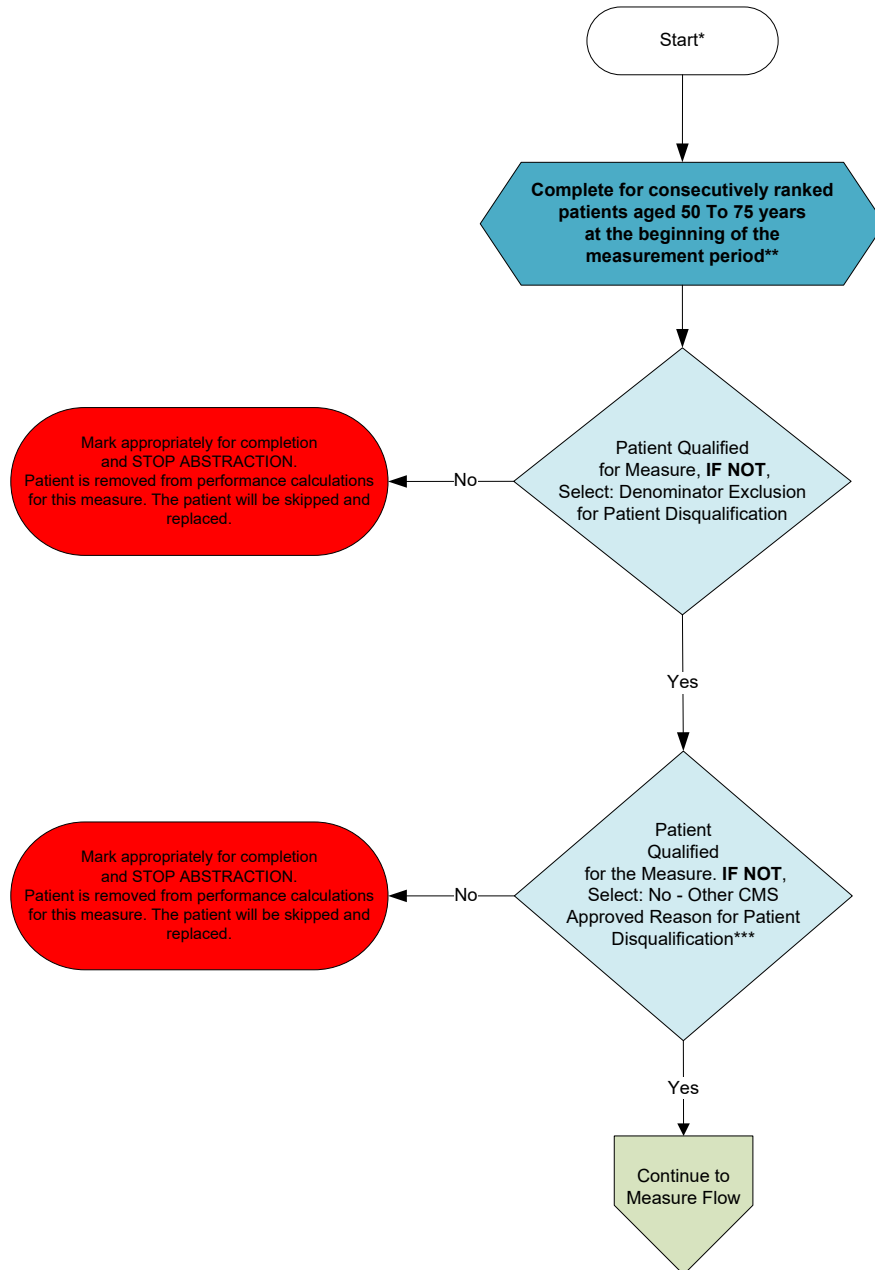 Start*
Complete for consecutively ranked
patients aged 50 To 75 years
at the beginning of the
measurement period**
Patient Qualified
for Measure, IF NOT,
Select: Denominator Exclusion
for Patient Disqualification
No
Mark appropriately for completion
and STOP ABSTRACTION.
Patient is removed from performance calculations
for this measure. The patient will be skipped and
replaced.
Yes
Patient
Qualified
for the Measure. IF NOT,
Select: No - Other CMS
Approved Reason for Patient
Disqualification***
No
Mark appropriately for completion
and STOP ABSTRACTION.
Patient is removed from performance calculations
for this measure. The patient will be skipped and
replaced.
Yes
Continue to
Measure Flow